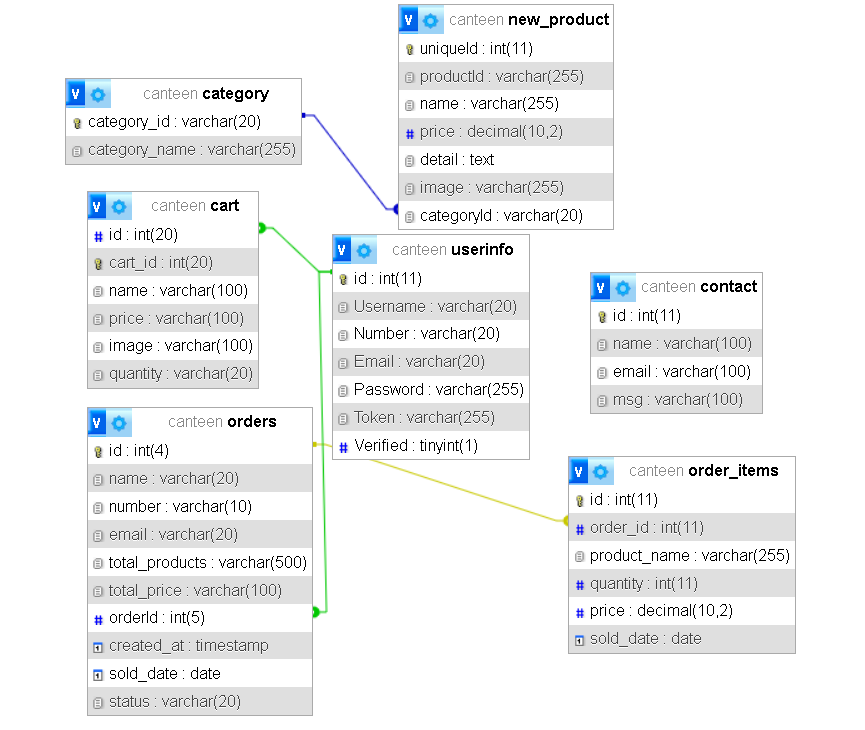 V canteen new_product
uniqueId : int(11)
productId : varchar(255)
name : varchar(255)
# price : decimal(10,2)
detail : text
image : varchar(255)
categoryId : varchar(20)
V canteen category
category_id : varchar(20)
category_name : varchar(255)
V canteen cart
# id : int(20)
cart_id : int(20)
name : varchar(100)
price : varchar(100)
image : varchar(100)
quantity : varchar(20)
V canteen userinfo
id : int(11)
Username : varchar(20)
Number : varchar(20)
Email : varchar(20)
Password : varchar(255)
Token : varchar(255)
# Verified : tinyint(1)
V canteen contact
id : int(11)
name : varchar(100)
email : varchar(100)
msg : varchar(100)
V canteen orders
id : int(4)
name : varchar(20)
number : varchar(10)
email : varchar(20)
total_products : varchar(500)
total_price : varchar(100)
# orderId : int(5)
created_at : timestamp
sold_date : date
status : varchar(20)
V canteen order_items
id : int(11)
# order_id : int(11)
product_name : varchar(255)
# quantity : int(11)
# price : decimal(10,2)
sold_date : date